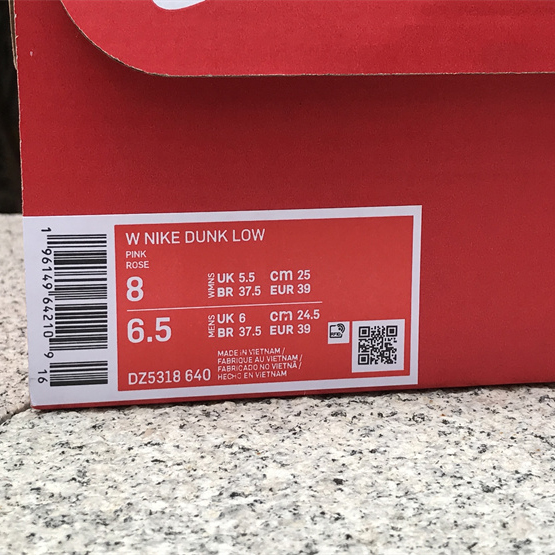 W NIKE DUNK LOW
PINK
ROSE
8 WMNS UK 5.5 cm 25
BR 37.5 EUR 39
6.5 MENS UK 6 cm 24.5
BR 37.5 EUR 39
MADE IN VIETNAM /
FABRIQUE AU VIETNAM /
FABRICADO NO VIETNÃ /
HECHO EN VIETNAM
DZ5318 640
1 96149 64210 9 16